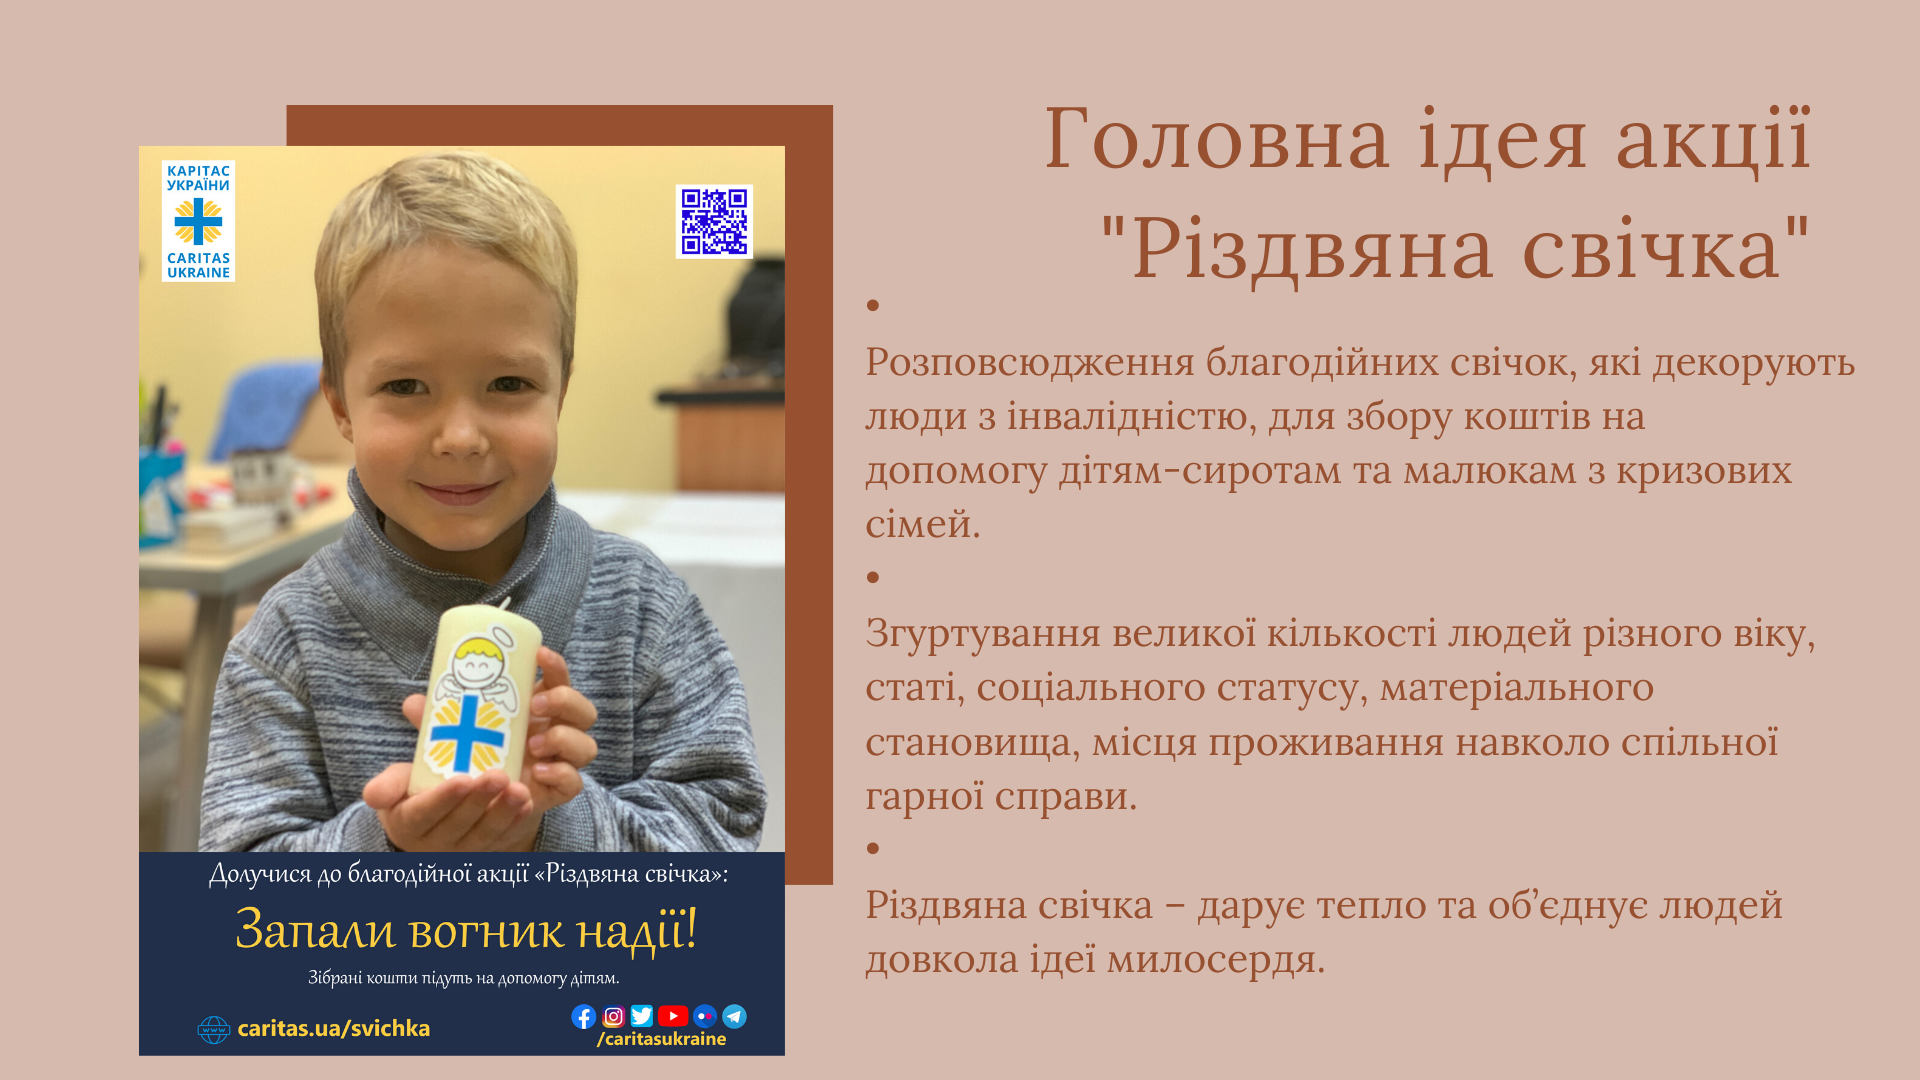 КАРІТАС
УКРАЇНИ
CARITAS
UKRAINE
Долучися до благодійної акції «Різдвяна свічка»:
Запали вогник надії!
Зібрані кошти підуть на допомогу дітям.
caritas.ua/svichka
/caritasukraine
Головна ідея акції
"Різдвяна свічка"
•
Розповсюдження благодійних свічок, які декорують
люди з інвалідністю, для збору коштів на
допомогу дітям-сиротам та малюкам з кризових
сімей.
•
Згуртування великої кількості людей різного віку,
статі, соціального статусу, матеріального
становища, місця проживання навколо спільної
гарної справи.
•
Різдвяна свічка – дарує тепло та об’єднує людей
довкола ідеї милосердя.